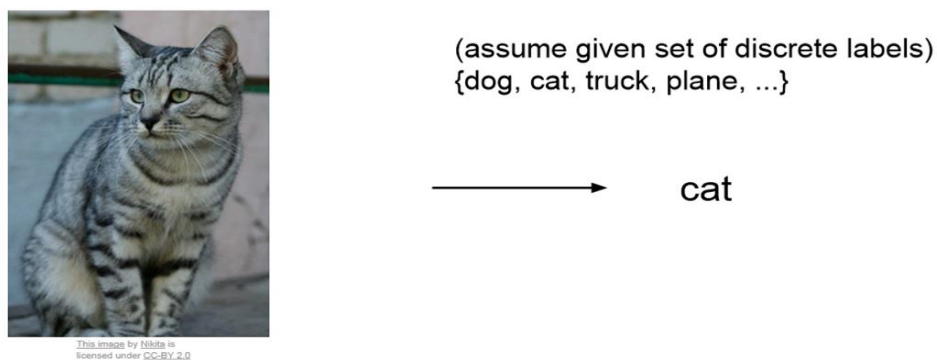 (assume given set of discrete labels)
{dog, cat, truck, plane, ...}
cat
This image by Nikita is
licensed under CC-BY 2.0